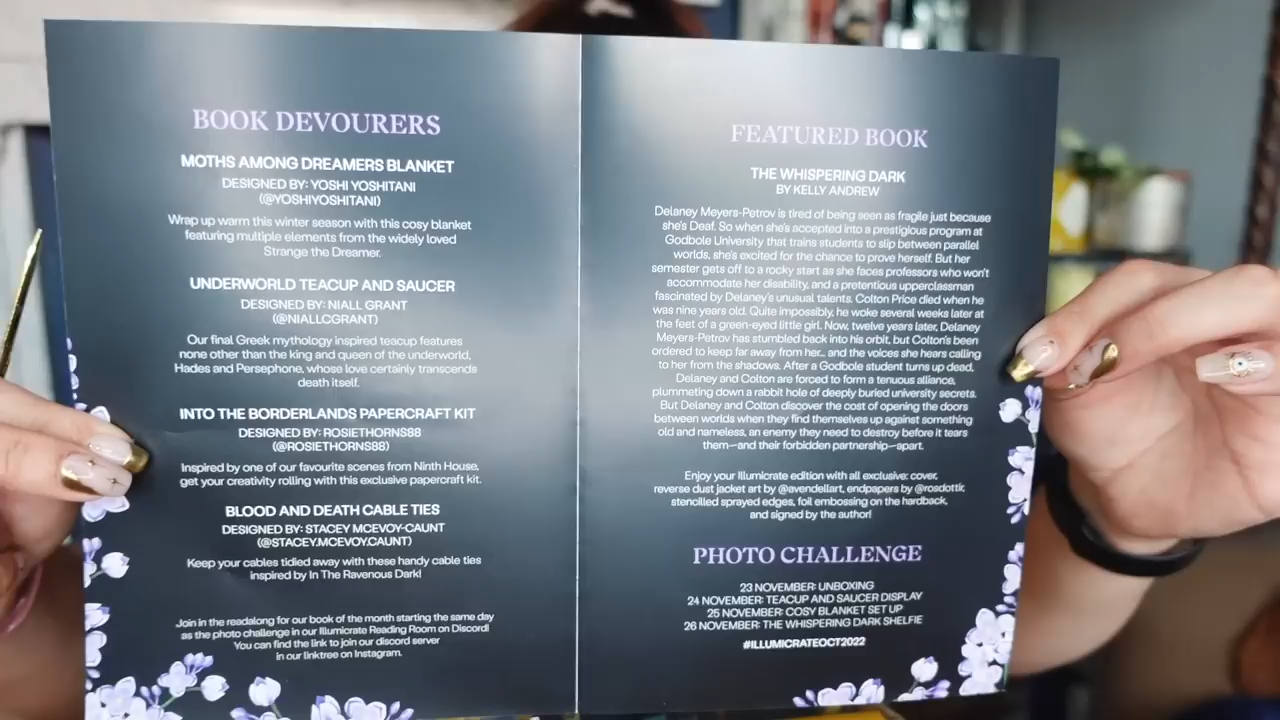 BOOK DEVOURERS
MOTHS AMONG DREAMERS BLANKET
DESIGNED BY: YOSHI YOSHITANI
(@YOSHIYOSHITANI)
Wrap up warm this winter season with this cosy blanket
featuring multiple elements from the widely loved
Strange the Dreamer.
UNDERWORLD TEACUP AND SAUCER
DESIGNED BY: NIALL GRANT
(@NIALLCGRANT)
Our final Greek mythology inspired teacup features
none other than the king and queen of the underworld,
Hades and Persephone, whose love certainly transcends
death itself.
INTO THE BORDERLANDS PAPERCRAFT KIT
DESIGNED BY: ROSIETHORNS88
(@ROSIETHORNS88)
Inspired by one of our favourite scenes from Ninth House,
get your creativity rolling with this exclusive papercraft kit.
BLOOD AND DEATH CABLE TIES
DESIGNED BY: STACEY MCEVOY-CAUNT
(@STACEY.MCEVOY.CAUNT)
Keep your cables tidied away with these handy cable ties
inspired by In The Ravenous Dark!
Join in the readalong for our book of the month starting the same day
as the photo challenge in our Illumicrate Reading Room on Discord!
You can find the link to join our discord server
in our linktree on Instagram.
FEATURED BOOK
THE WHISPERING DARK
BY KELLY ANDREW
Delaney Meyers-Petrov is tired of being seen as fragile just because
she's Deaf. So when she's accepted into a prestigious program at
Godbole University that trains students to slip between parallel
worlds, she's excited for the chance to prove herself. But her
semester gets off to a rocky start as she faces professors who won't
accommodate her disability, and a pretentious upperclassman
fascinated by Delaney's unusual talents. Colton Price died when he
was nine years old. Quite impossibly, he woke several weeks later at
the feet of a green-eyed little girl. Now, twelve years later, Delaney
Meyers-Petrov has stumbled back into his orbit, but Colton's been
ordered to keep far away from her... and the voices she hears calling
to her from the shadows. After a Godbole student turns up dead,
Delaney and Colton are forced to form a tenuous alliance,
plummeting down a rabbit hole of deeply buried university secrets.
But Delaney and Colton discover the cost of opening the doors
between worlds when they find themselves up against something
old and nameless, an enemy they need to destroy before it tears
them—and their forbidden partnership—apart.
Enjoy your Illumicrate edition with all exclusive: cover,
reverse dust jacket art by @avendellart, endpapers by @rosdottir,
stencilled sprayed edges, foil embossing on the hardback,
and signed by the author!
PHOTO CHALLENGE
23 NOVEMBER: UNBOXING
24 NOVEMBER: TEACUP AND SAUCER DISPLAY
25 NOVEMBER: COSY BLANKET SET UP
26 NOVEMBER: THE WHISPERING DARK SHELFIE
#ILLUMICRATEOCT2022